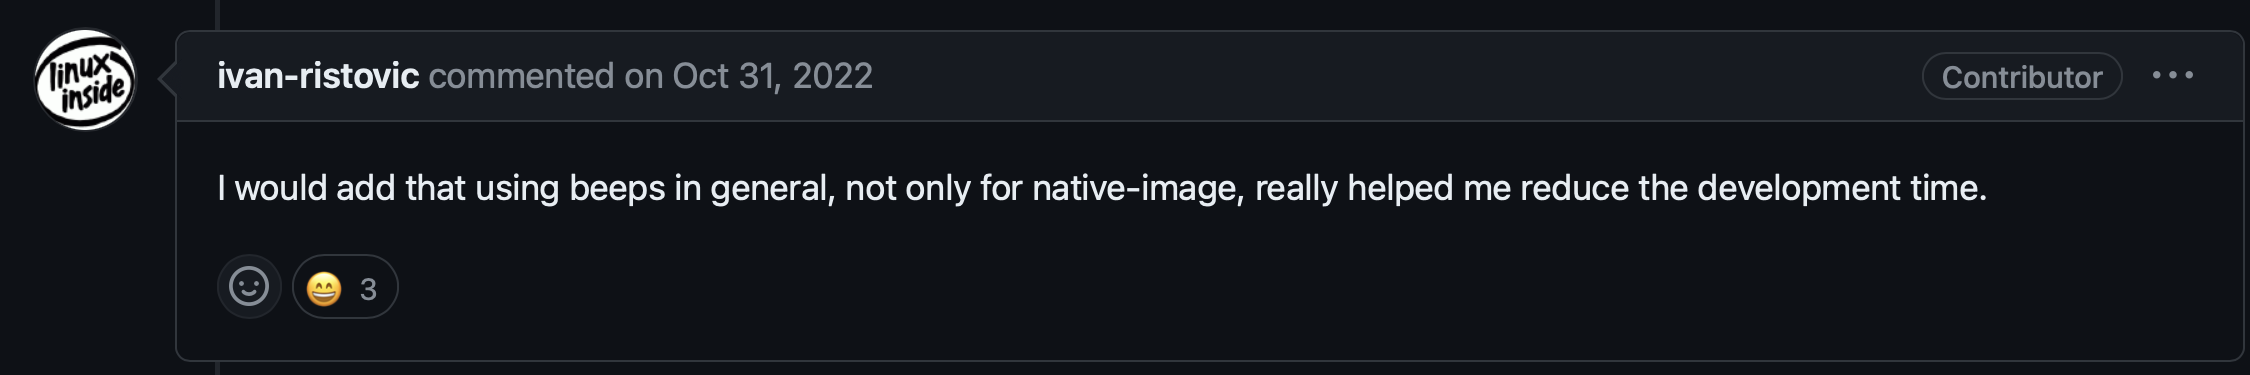 linux
inside
ivan-ristovic commented on Oct 31, 2022
Contributor
I would add that using beeps in general, not only for native-image, really helped me reduce the development time.
😄 3